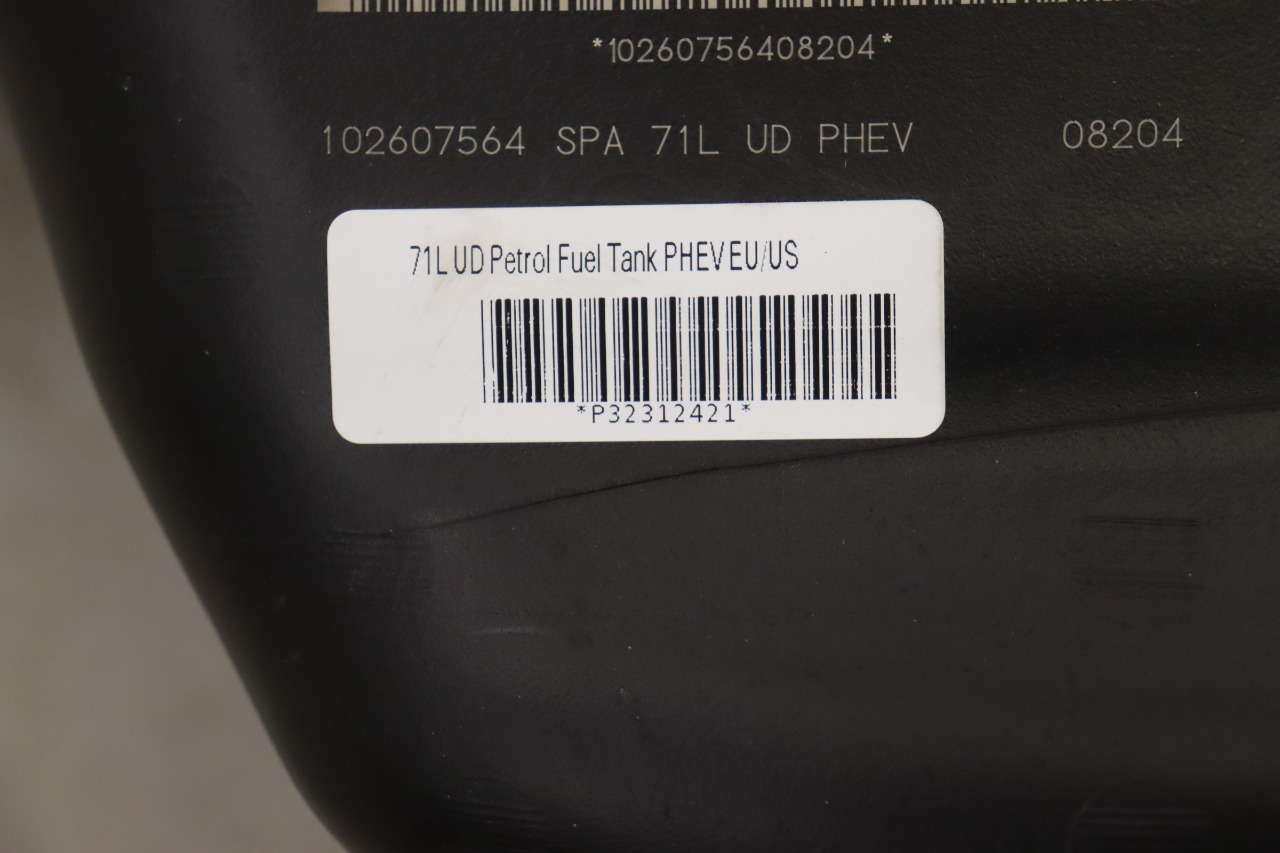 *10260756408204*
102607564 SPA 71L UD PHEV 08204
71L UD Petrol Fuel Tank PHEV EU/US
*P32312421*